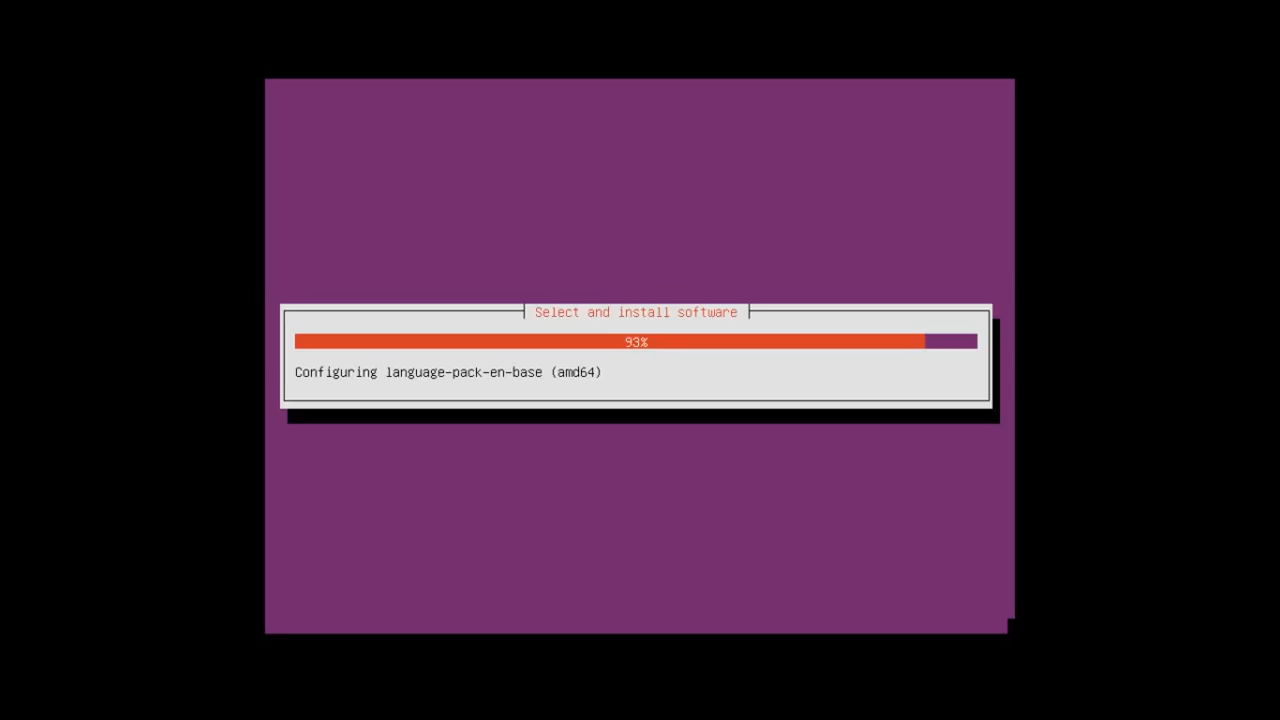 Select and install software
93%
Configuring language-pack-en-base (amd64)